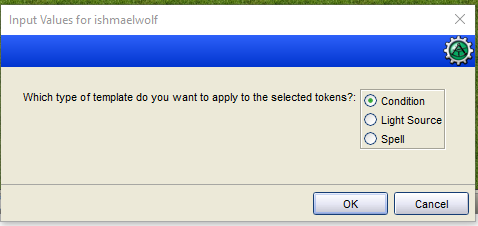 Input Values for ishmaelwolf
Which type of template do you want to apply to the selected tokens?:
Condition
Light Source
Spell
OK
Cancel